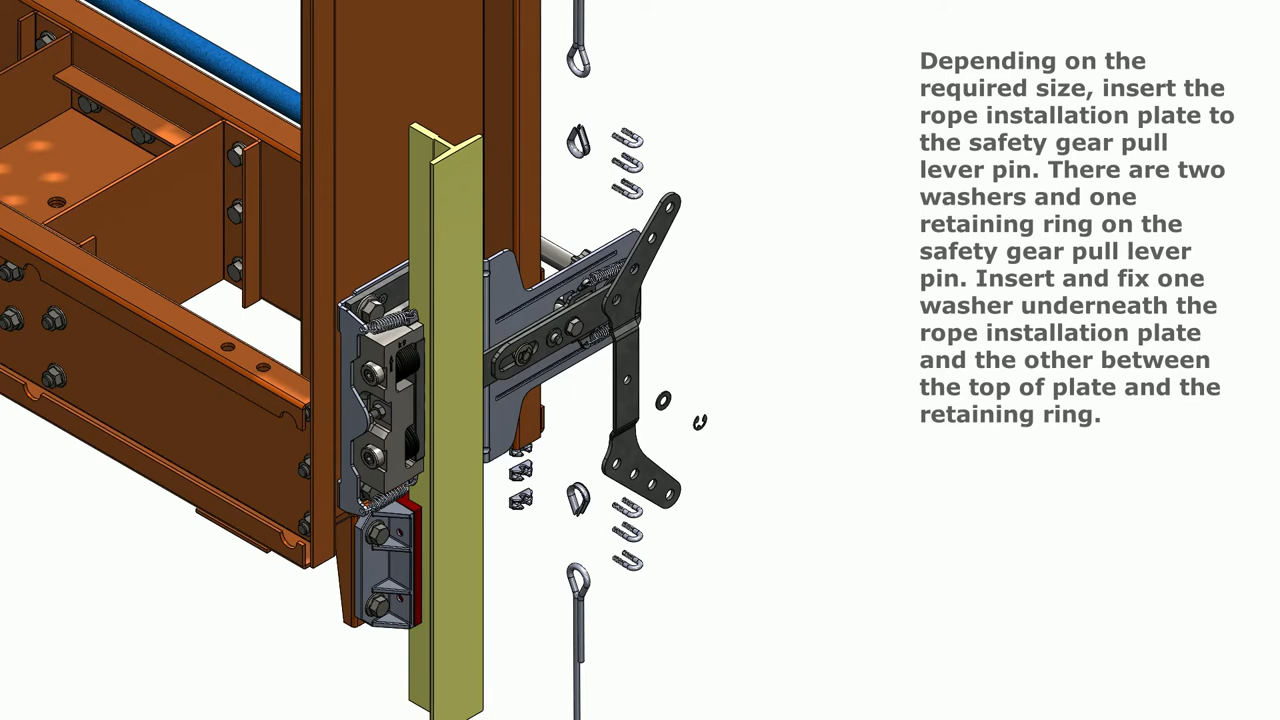 Depending on the
required size, insert the
rope installation plate to
the safety gear pull
lever pin. There are two
washers and one
retaining ring on the
safety gear pull lever
pin. Insert and fix one
washer underneath the
rope installation plate
and the other between
the top of plate and the
retaining ring.